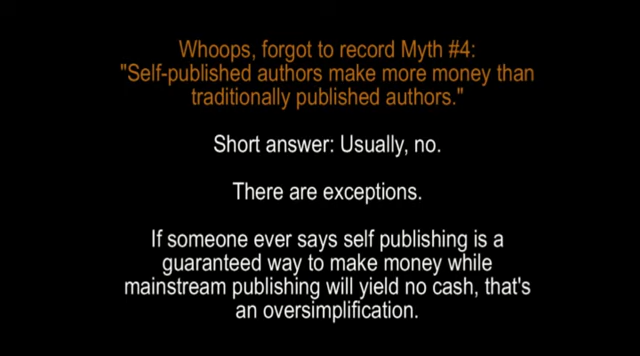 Whoops, forgot to record Myth #4:
"Self-published authors make more money than
traditionally published authors."
Short answer: Usually, no.
There are exceptions.
If someone ever says self publishing is a
guaranteed way to make money while
mainstream publishing will yield no cash, that's
an oversimplification.